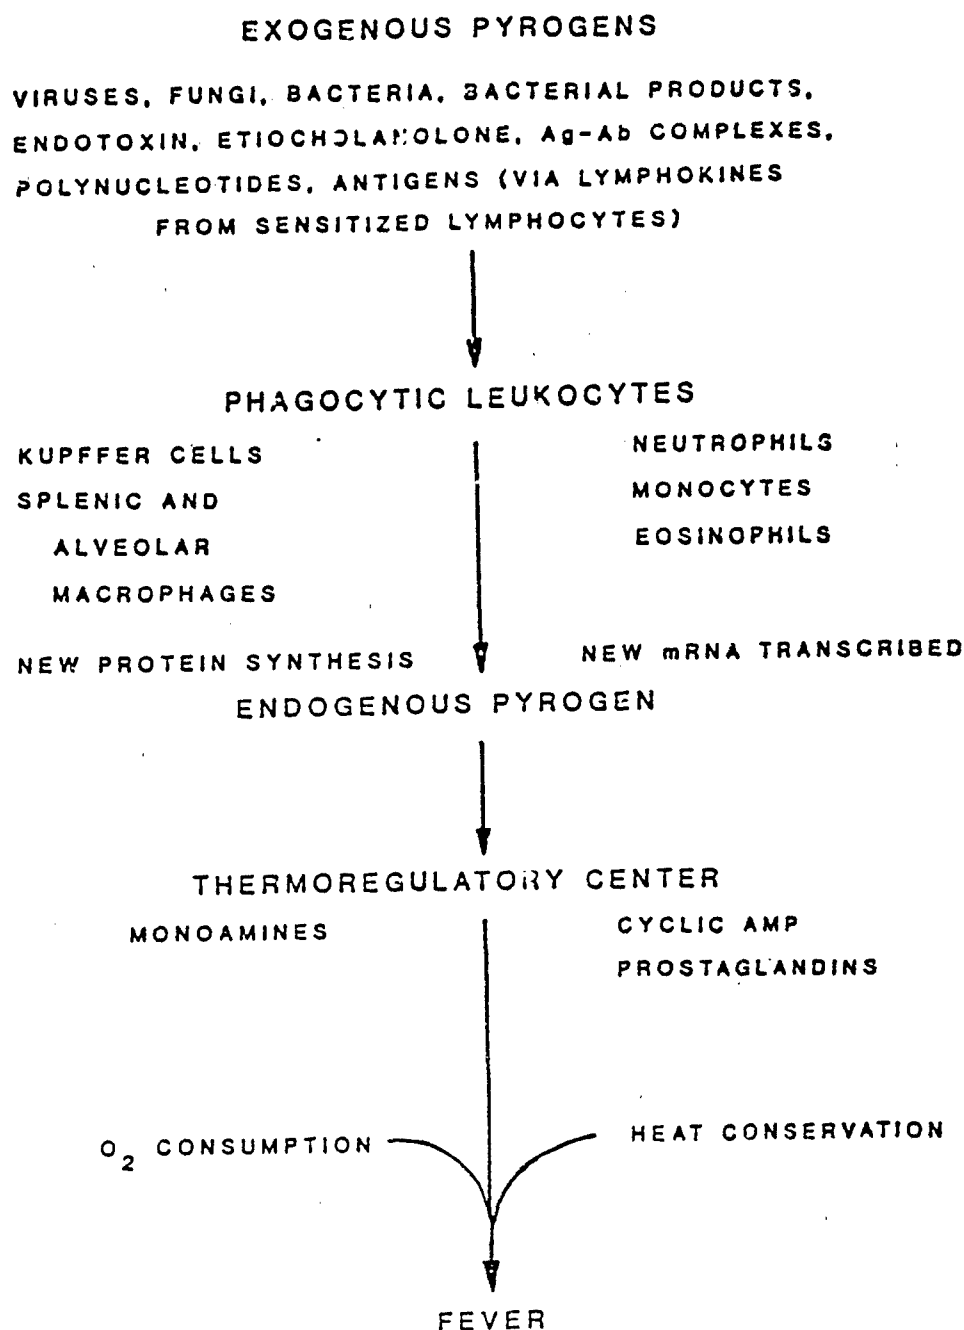 EXOGENOUS PYROGENS
VIRUSES, FUNGI, BACTERIA, BACTERIAL PRODUCTS,
ENDOTOXIN, ETIOCHOLANOLONE, Ag-Ab COMPLEXES,
POLYNUCLEOTIDES, ANTIGENS (VIA LYMPHOKINES
FROM SENSITIZED LYMPHOCYTES)
PHAGOCYTIC LEUKOCYTES
KUPFFER CELLS
SPLENIC AND
ALVEOLAR
MACROPHAGES
NEUTROPHILS
MONOCYTES
EOSINOPHILS
NEW PROTEIN SYNTHESIS
NEW mRNA TRANSCRIBED
ENDOGENOUS PYROGEN
THERMOREGULATORY CENTER
MONOAMINES
CYCLIC AMP
PROSTAGLANDINS
O₂ CONSUMPTION
HEAT CONSERVATION
FEVER